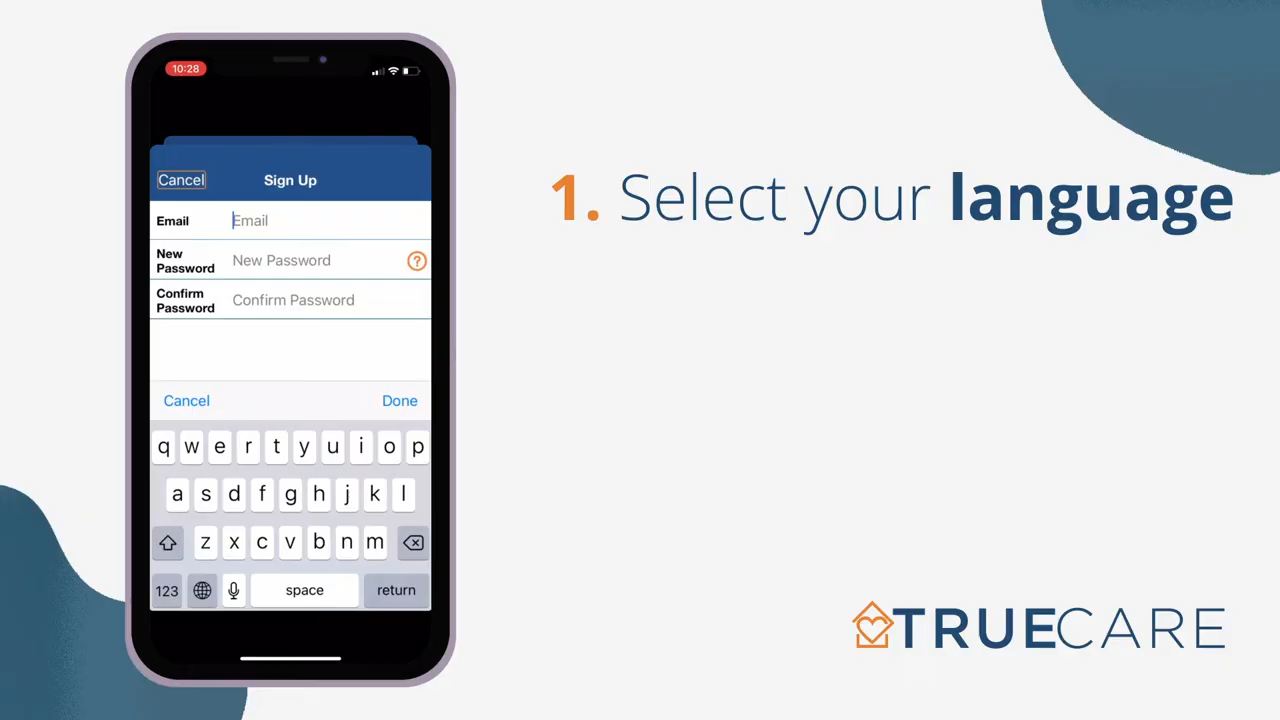 10:28
Cancel
Sign Up
Email Email
New Password New Password ?
Confirm Password Confirm Password
Cancel Done
q w e r t y u i o p
a s d f g h j k l
z x c v b n m
123 space return
1. Select your language
TRUECARE